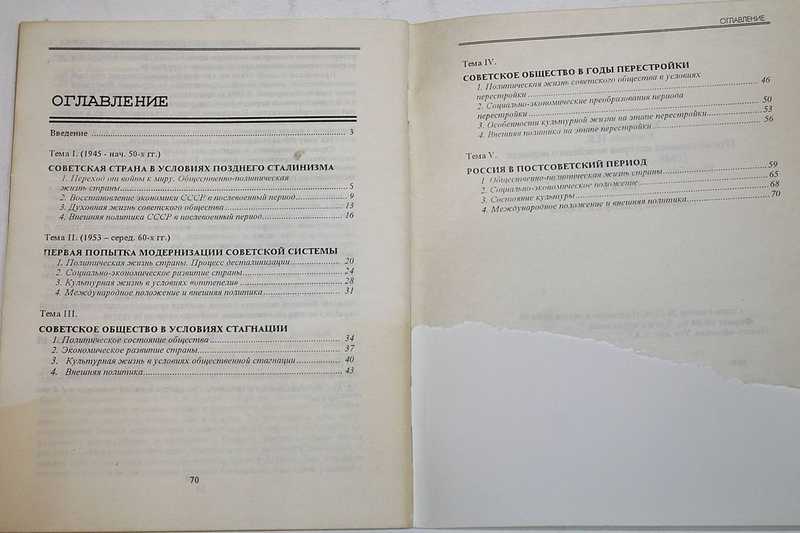 ОГЛАВЛЕНИЕ
Введение ... 3
Тема I. (1945 - нач. 50-х гг.)
СОВЕТСКАЯ СТРАНА В УСЛОВИЯХ ПОЗДНЕГО СТАЛИНИЗМА
1. Переход от войны к миру. Общественно-политическая
жизнь страны ... 5
2. Восстановление экономики СССР в послевоенный период ... 9
3. Духовная жизнь советского общества ... 13
4. Внешняя политика СССР в послевоенный период ... 16
Тема II. (1953 – серед. 60-х гг.)
ПЕРВАЯ ПОПЫТКА МОДЕРНИЗАЦИИ СОВЕТСКОЙ СИСТЕМЫ
1. Политическая жизнь страны. Процесс десталинизации ... 20
2. Социально-экономическое развитие страны ... 24
3. Культурная жизнь в условиях «оттепели» ... 28
4. Международное положение и внешняя политика ... 31
Тема III.
СОВЕТСКОЕ ОБЩЕСТВО В УСЛОВИЯХ СТАГНАЦИИ
1. Политическое состояние общества ... 34
2. Экономическое развитие страны ... 37
3. Культурная жизнь в условиях общественной стагнации ... 40
4. Внешняя политика ... 43
70
ОГЛАВЛЕНИЕ
Тема IV.
СОВЕТСКОЕ ОБЩЕСТВО В ГОДЫ ПЕРЕСТРОЙКИ
1. Политическая жизнь советского общества в условиях
перестройки ... 46
2. Социально-экономические преобразования периода
перестройки ... 50
3. Особенности культурной жизни на этапе перестройки ... 53
4. Внешняя политика на этапе перестройки ... 56
Тема V.
РОССИЯ В ПОСТСОВЕТСКИЙ ПЕРИОД
1. Общественно-политическая жизнь страны ... 59
2. Социально-экономическое положение ... 65
3. Состояние культуры ... 68
4. Международное положение и внешняя политика ... 70